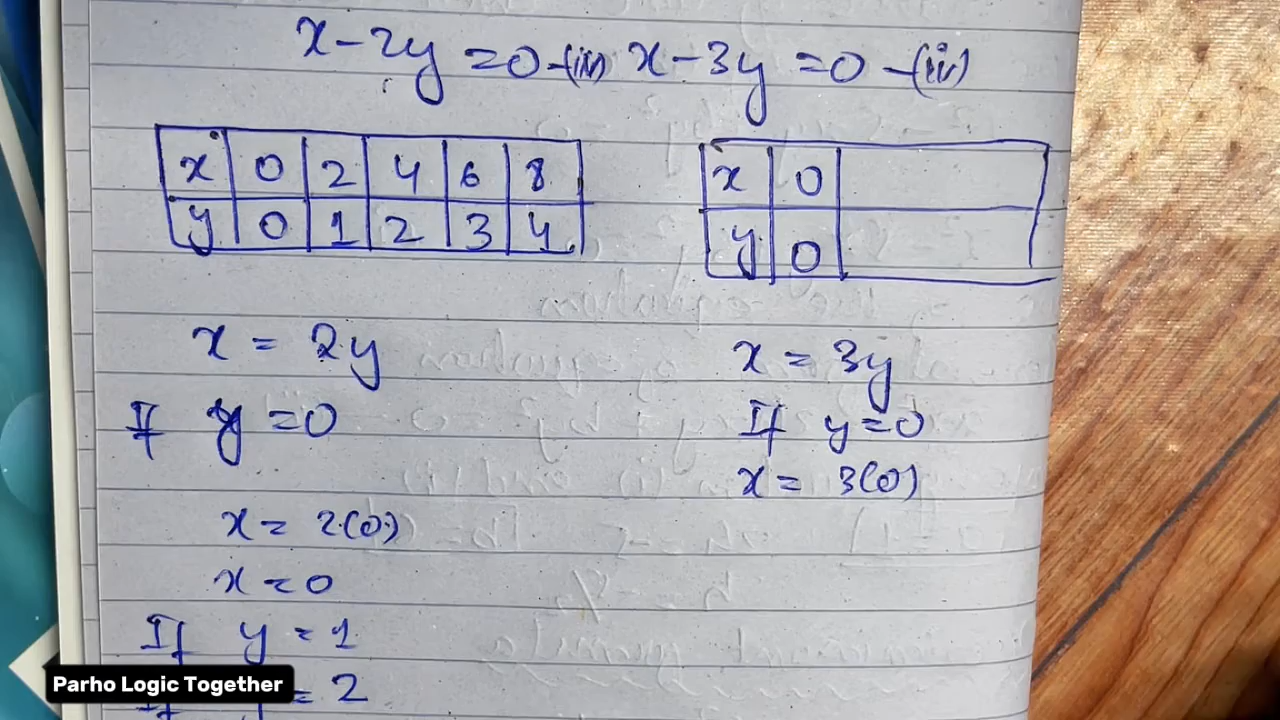 x - 2y = 0 -(iii) x - 3y = 0 -(iv)
x 0 2 4 6 8
y 0 1 2 3 4
x 0
y 0
x = 2y
If y = 0
x = 2(0)
x = 0
If y = 1
= 2
x = 3y
If y = 0
x = 3(0)
Parho Logic Together